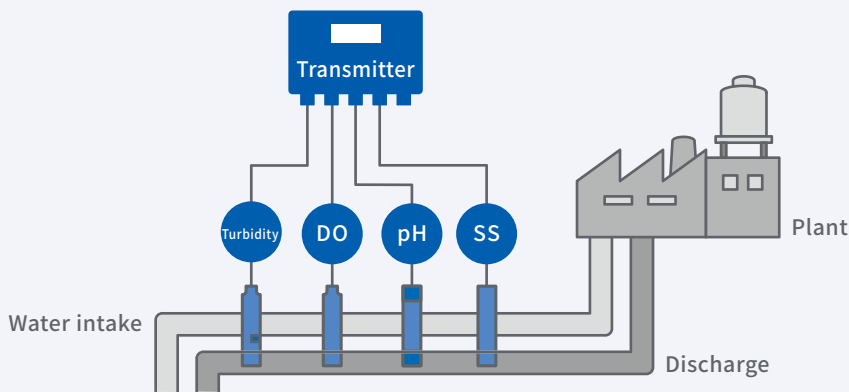 Transmitter
Turbidity
DO
pH
SS
Plant
Water intake
Discharge